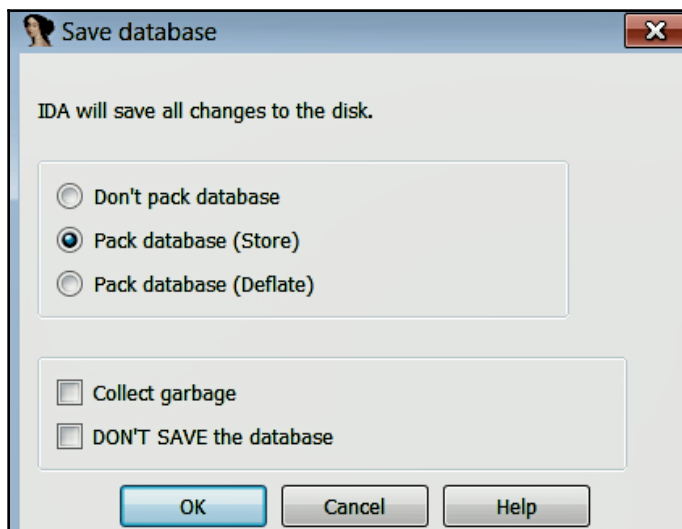 Save database
IDA will save all changes to the disk.
Don't pack database
Pack database (Store)
Pack database (Deflate)
Collect garbage
DON'T SAVE the database
OK Cancel Help